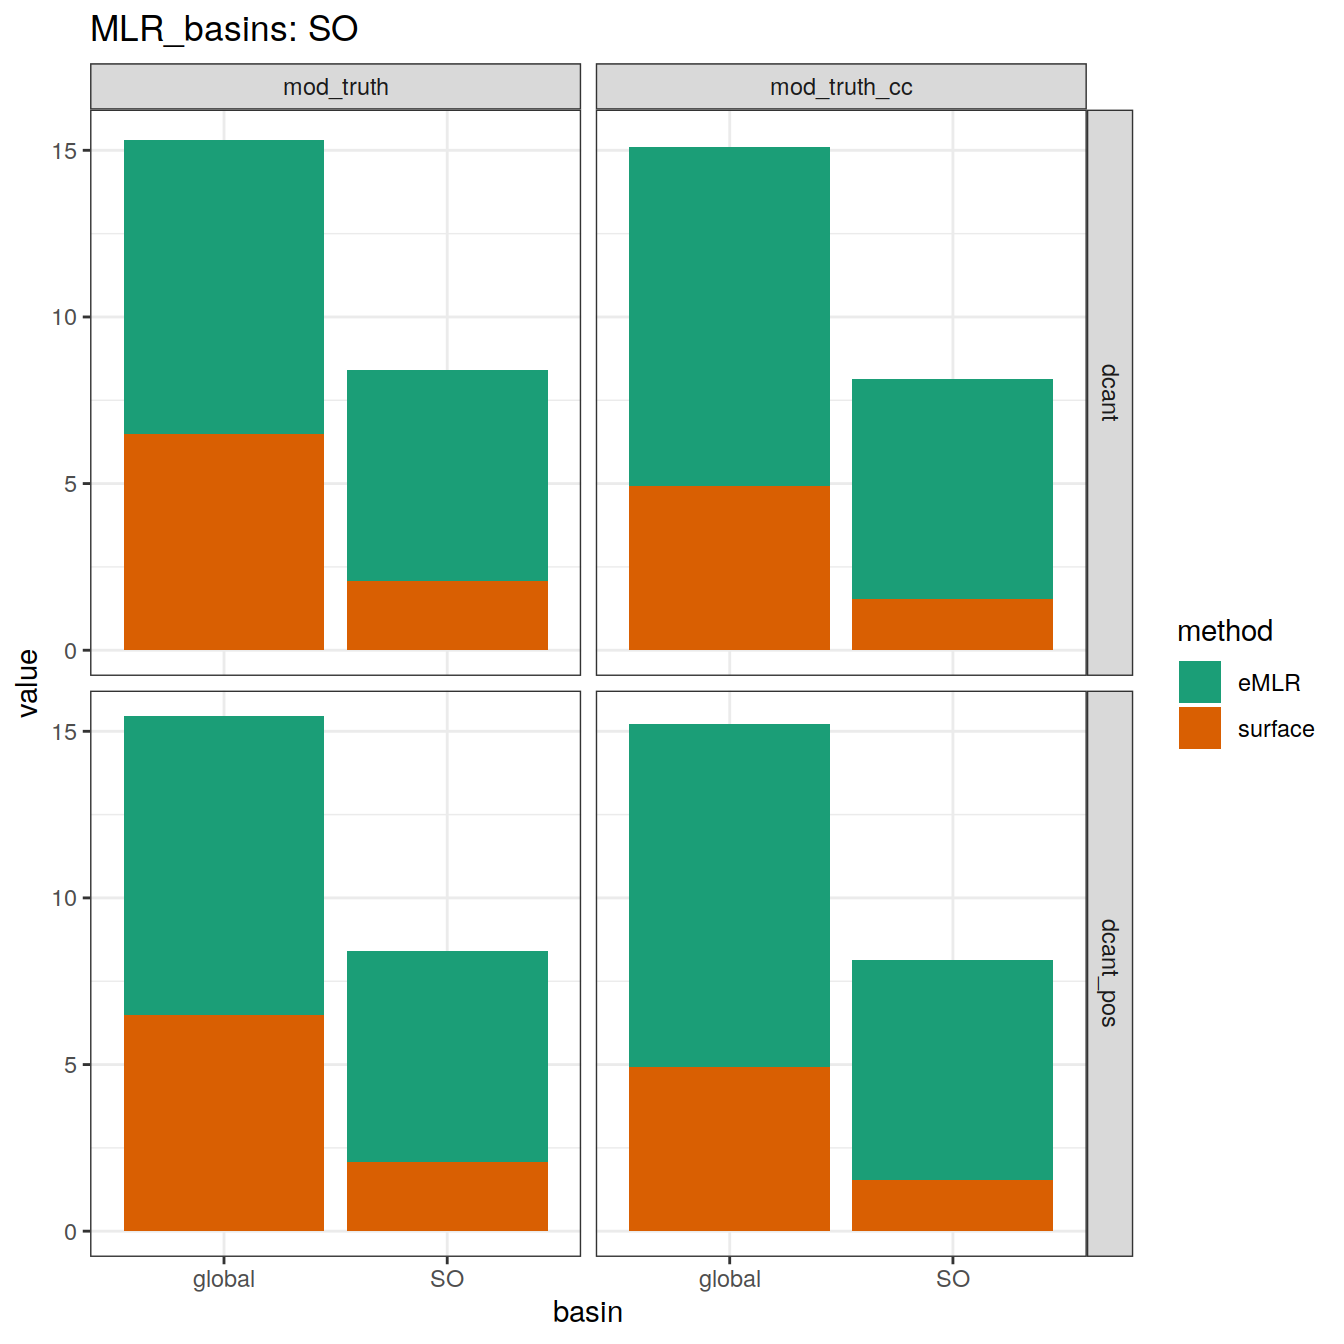 MLR_basins: SO
mod_truth
mod_truth_cc
15
10
5
0
dcant
15
10
5
0
dcant_pos
value
global
SO
global
SO
basin
method
eMLR
surface